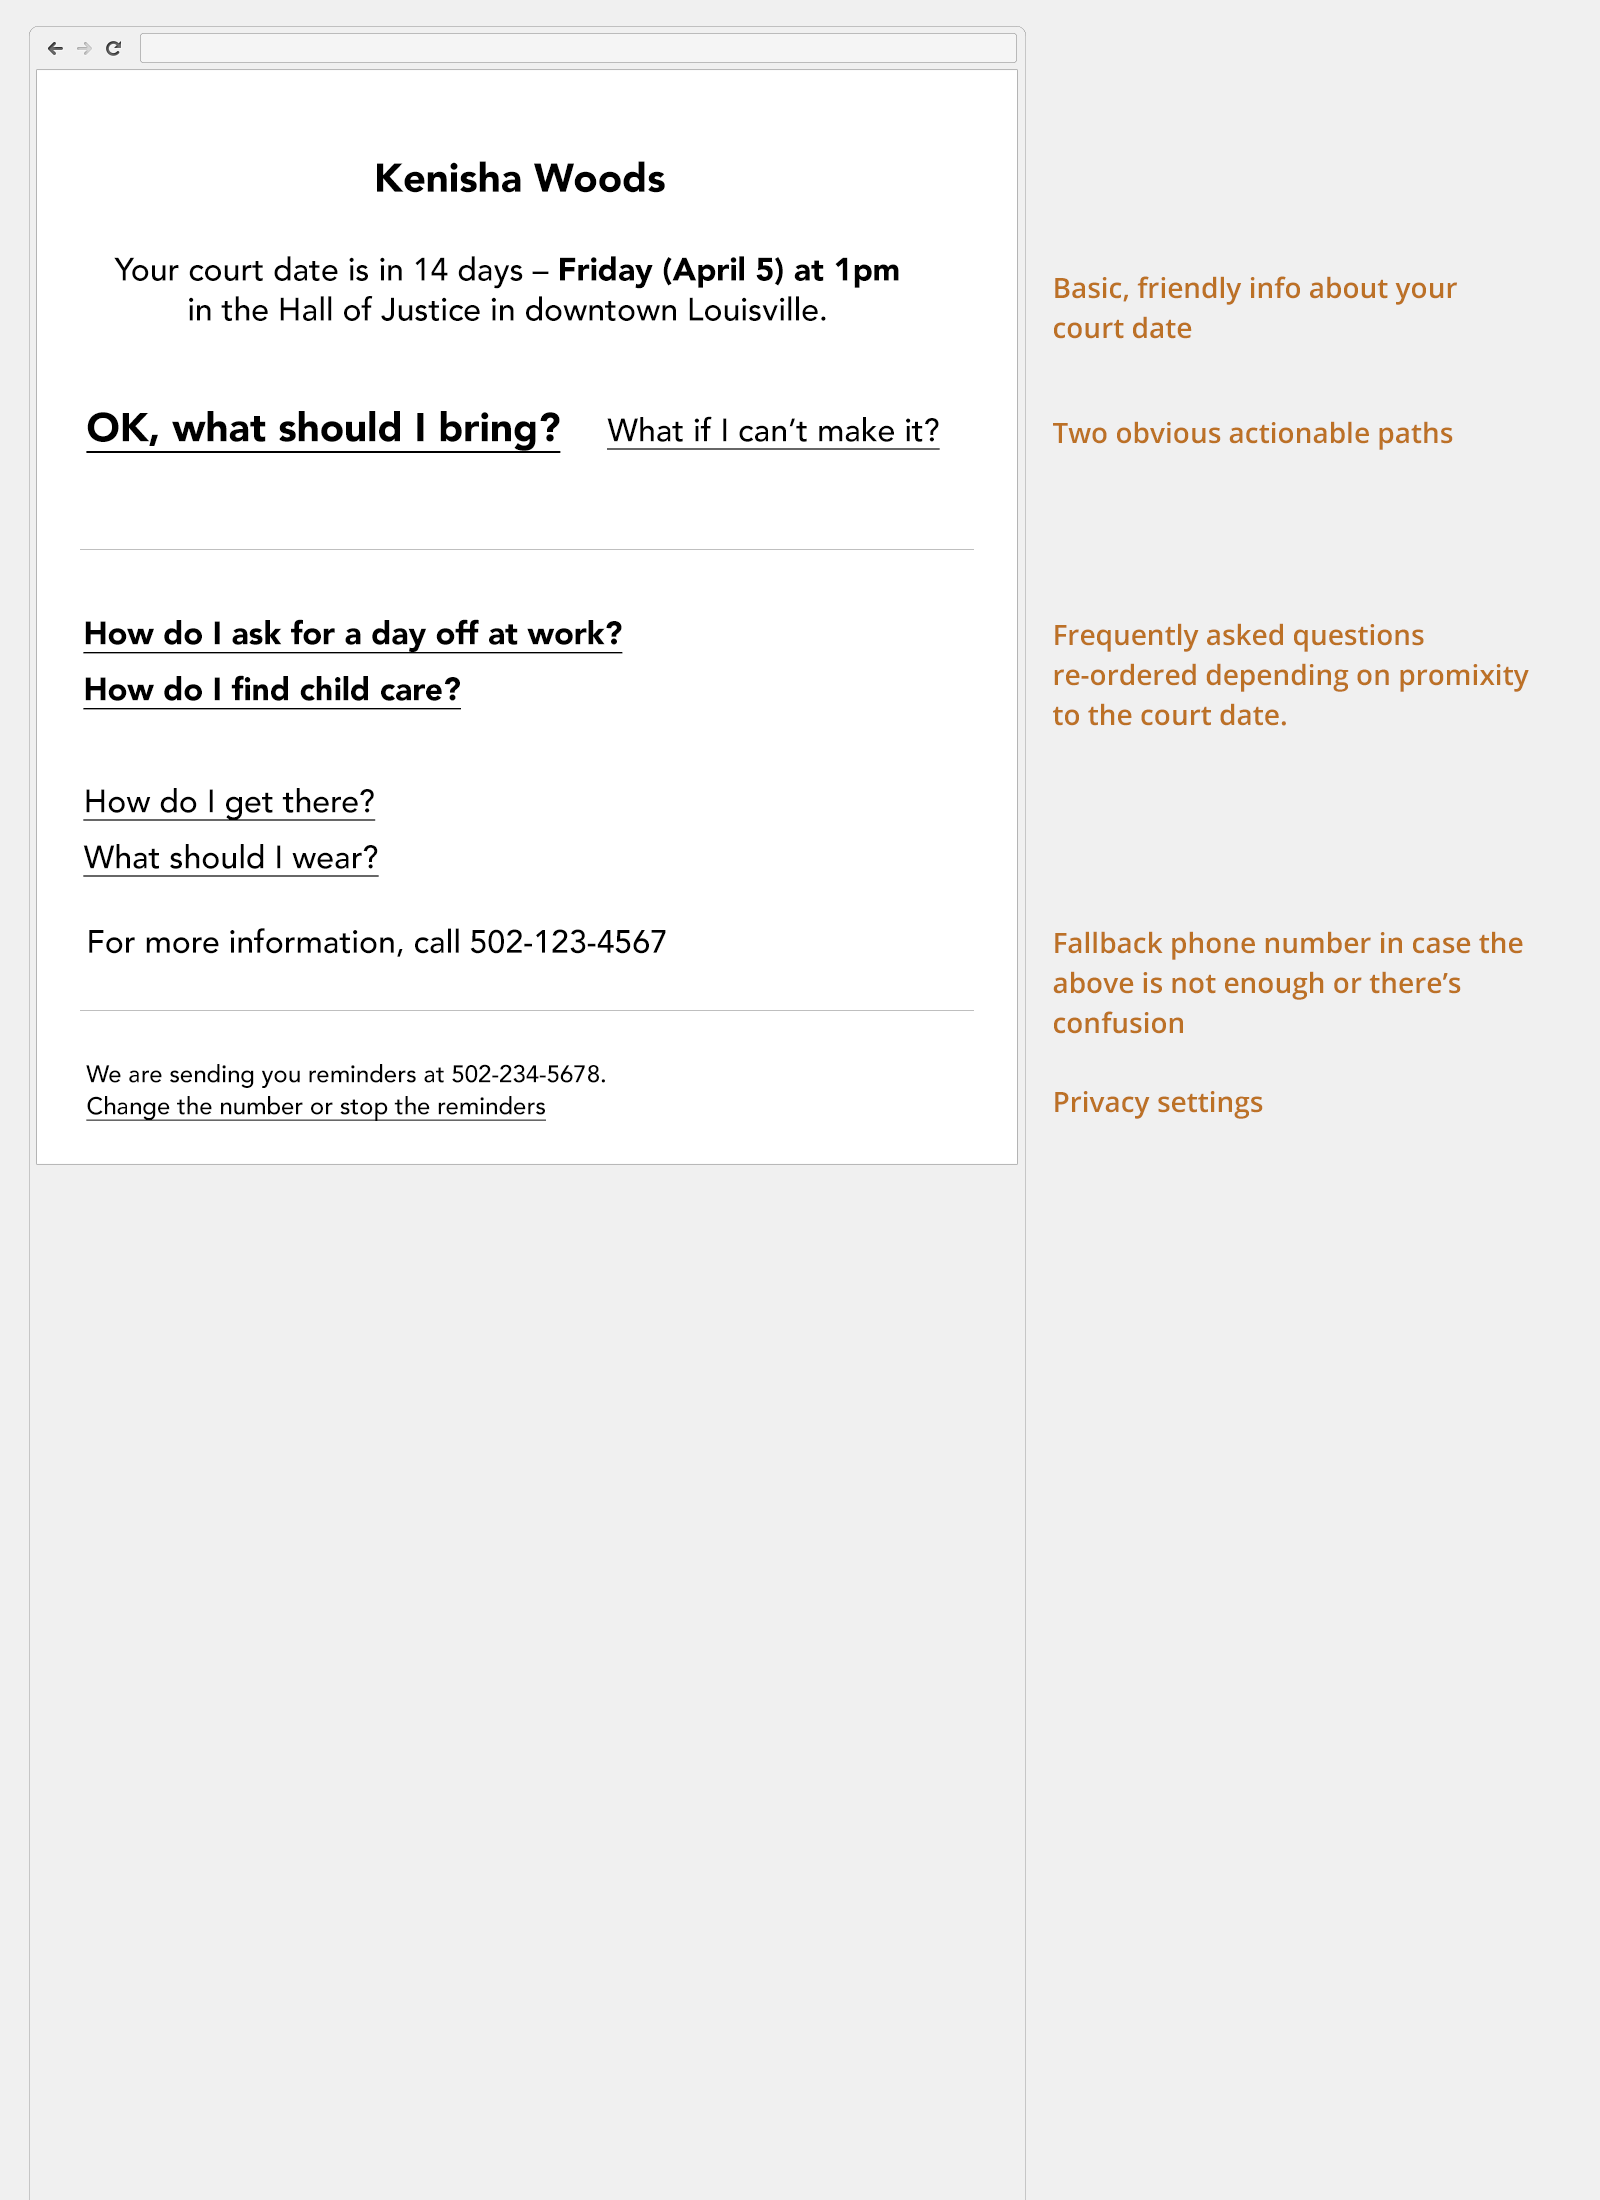 Kenisha Woods
Your court date is in 14 days – Friday (April 5) at 1pm
in the Hall of Justice in downtown Louisville.
Basic, friendly info about your
court date
OK, what should I bring? What if I can’t make it?
Two obvious actionable paths
How do I ask for a day off at work?
How do I find child care?
How do I get there?
What should I wear?
Frequently asked questions
re-ordered depending on promixity
to the court date.
For more information, call 502-123-4567
Fallback phone number in case the
above is not enough or there’s
confusion
We are sending you reminders at 502-234-5678.
Change the number or stop the reminders
Privacy settings